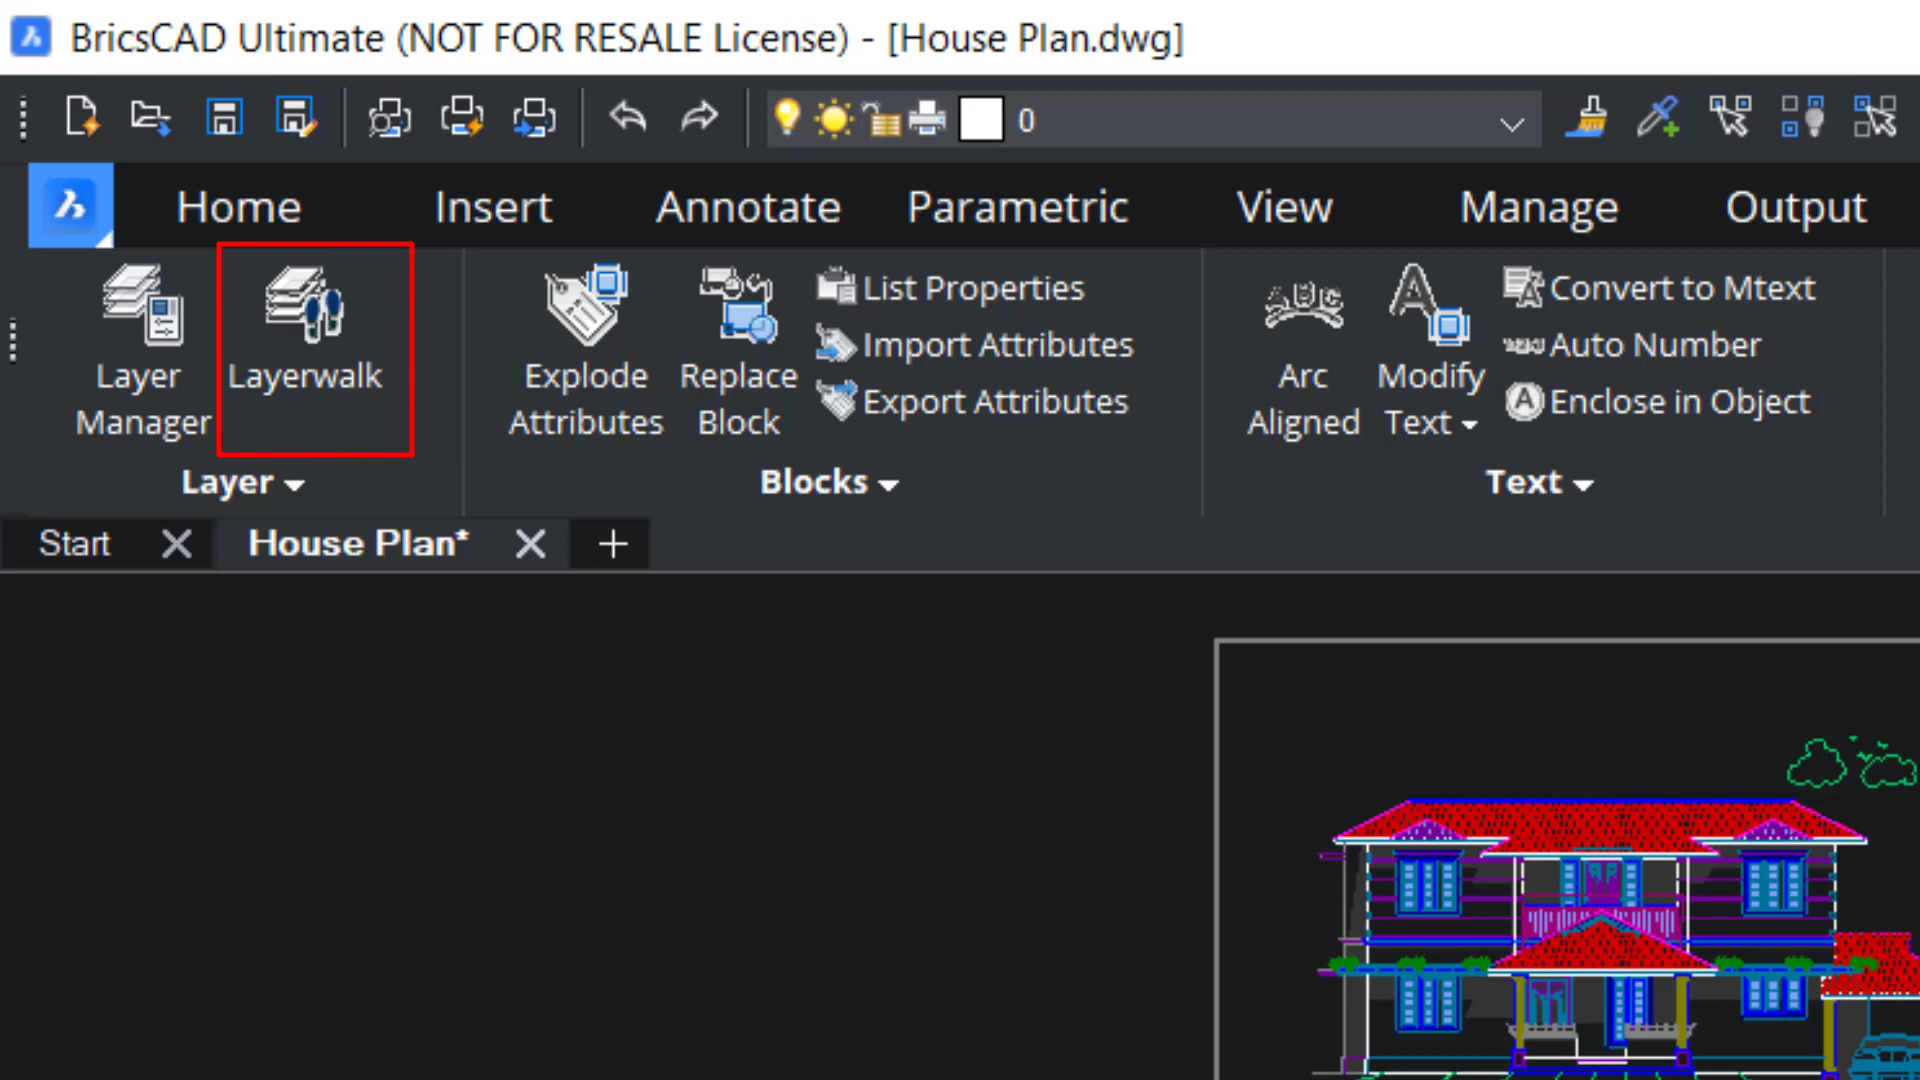 BricsCAD Ultimate (NOT FOR RESALE License) - [House Plan.dwg]
0
Home Insert Annotate Parametric View Manage Output
Layer
Manager
Layerwalk
Explode
Attributes
Replace
Block
List Properties
Import Attributes
Export Attributes
Arc
Aligned
Modify
Text
Convert to Mtext
Auto Number
Enclose in Object
Layer
Blocks
Text
Start
House Plan*